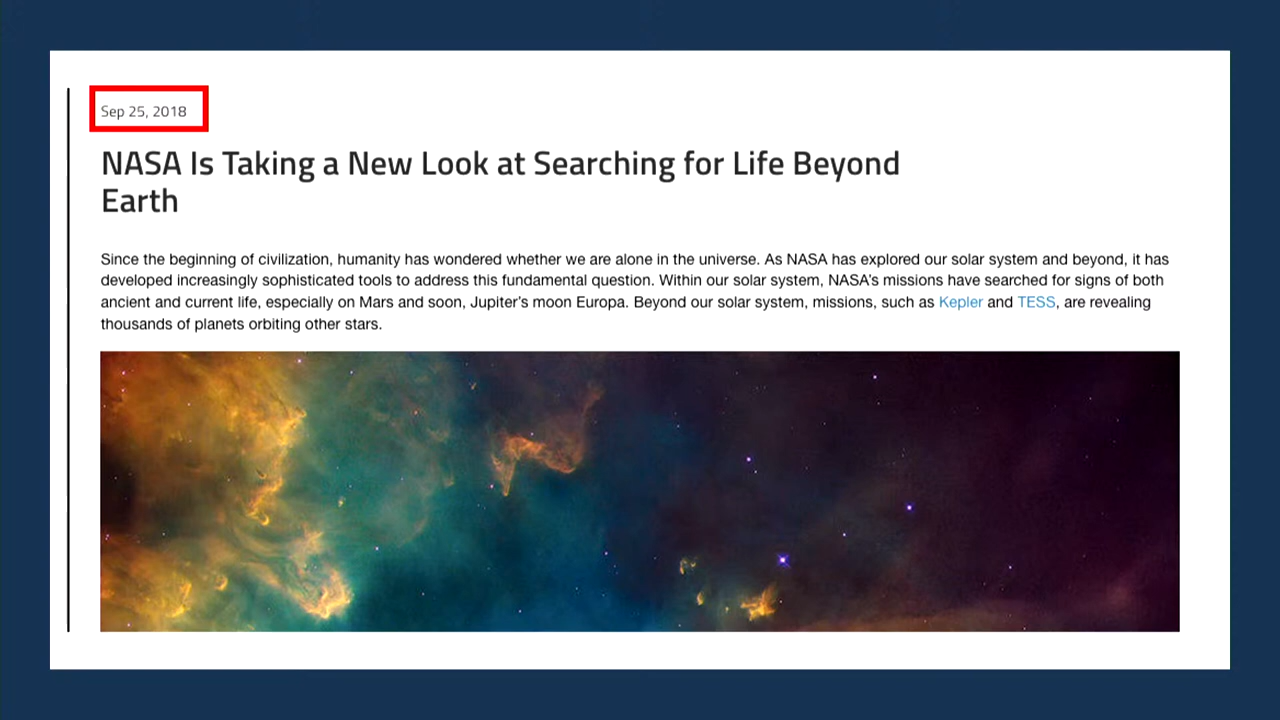 Sep 25, 2018
NASA Is Taking a New Look at Searching for Life Beyond
Earth
Since the beginning of civilization, humanity has wondered whether we are alone in the universe. As NASA has explored our solar system and beyond, it has
developed increasingly sophisticated tools to address this fundamental question. Within our solar system, NASA's missions have searched for signs of both
ancient and current life, especially on Mars and soon, Jupiter's moon Europa. Beyond our solar system, missions, such as Kepler and TESS, are revealing
thousands of planets orbiting other stars.